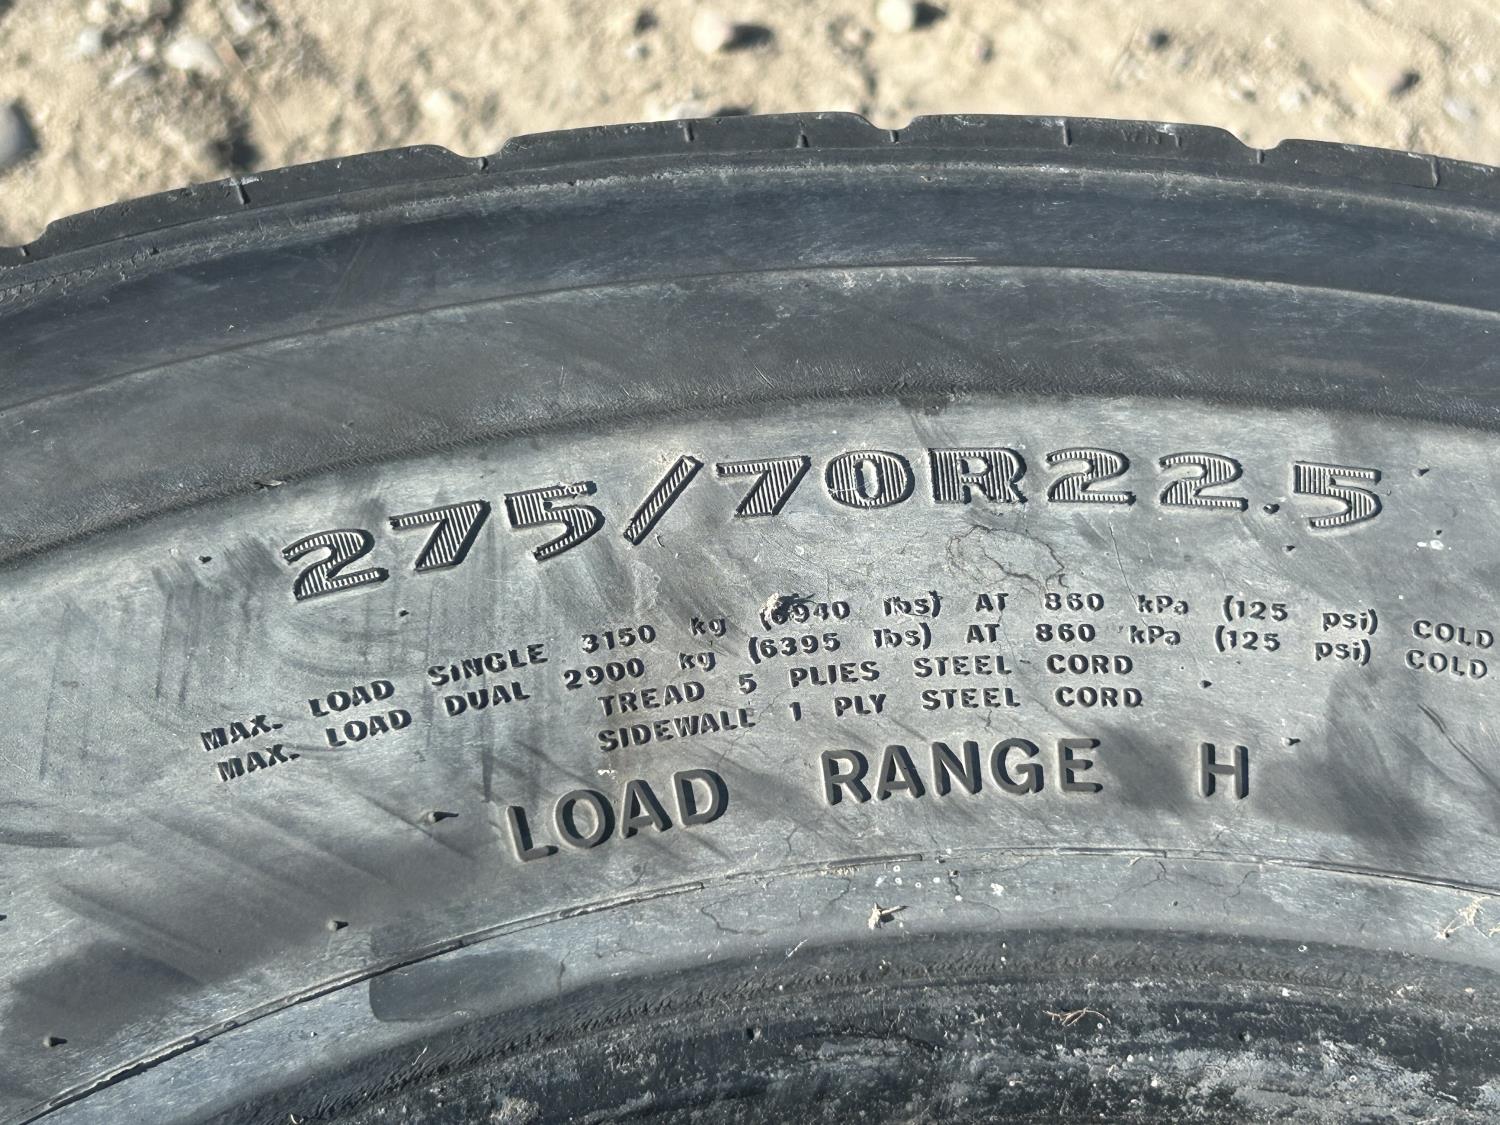 275/70R22.5
MAX. LOAD SINGLE 3150 kg (6940 lbs) AT 860 kPa (125 psi) COLD
MAX. LOAD DUAL 2900 kg (6395 lbs) AT 860 kPa (125 psi) COLD
TREAD 5 PLIES STEEL CORD
SIDEWALL 1 PLY STEEL CORD
LOAD RANGE H